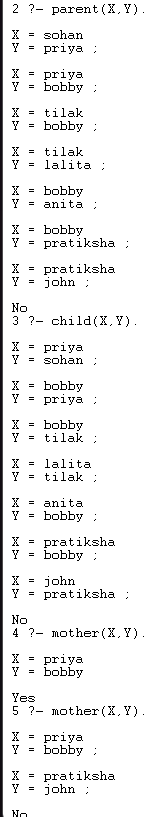 2 ?- parent(X,Y).
X = sohan
Y = priya ;
X = priya
Y = bobby ;
X = tilak
Y = bobby ;
X = tilak
Y = lalita ;
X = bobby
Y = anita ;
X = bobby
Y = pratiksha ;
X = pratiksha
Y = john ;
No
3 ?- child(X,Y).
X = priya
Y = sohan ;
X = bobby
Y = priya ;
X = bobby
Y = tilak ;
X = lalita
Y = tilak ;
X = anita
Y = bobby ;
X = pratiksha
Y = bobby ;
X = john
Y = pratiksha ;
No
4 ?- mother(X,Y).
X = priya
Y = bobby
Yes
5 ?- mother(X,Y).
X = priya
Y = bobby ;
X = pratiksha
Y = john ;
No